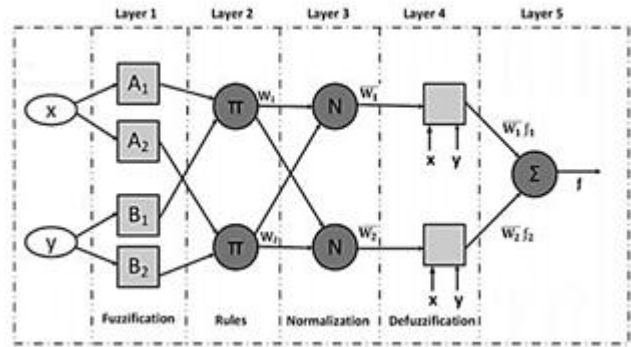 Layer 1 Layer 2 Layer 3 Layer 4 Layer 5
A₁
x
A₂
B₁
y
B₂
π W₁
π W₂
N W̅₁
N W̅₂
x y
x y
W̅₁ f₁
W̅₂ f₂
Σ
f
Fuzzification Rules Normalization Defuzzification